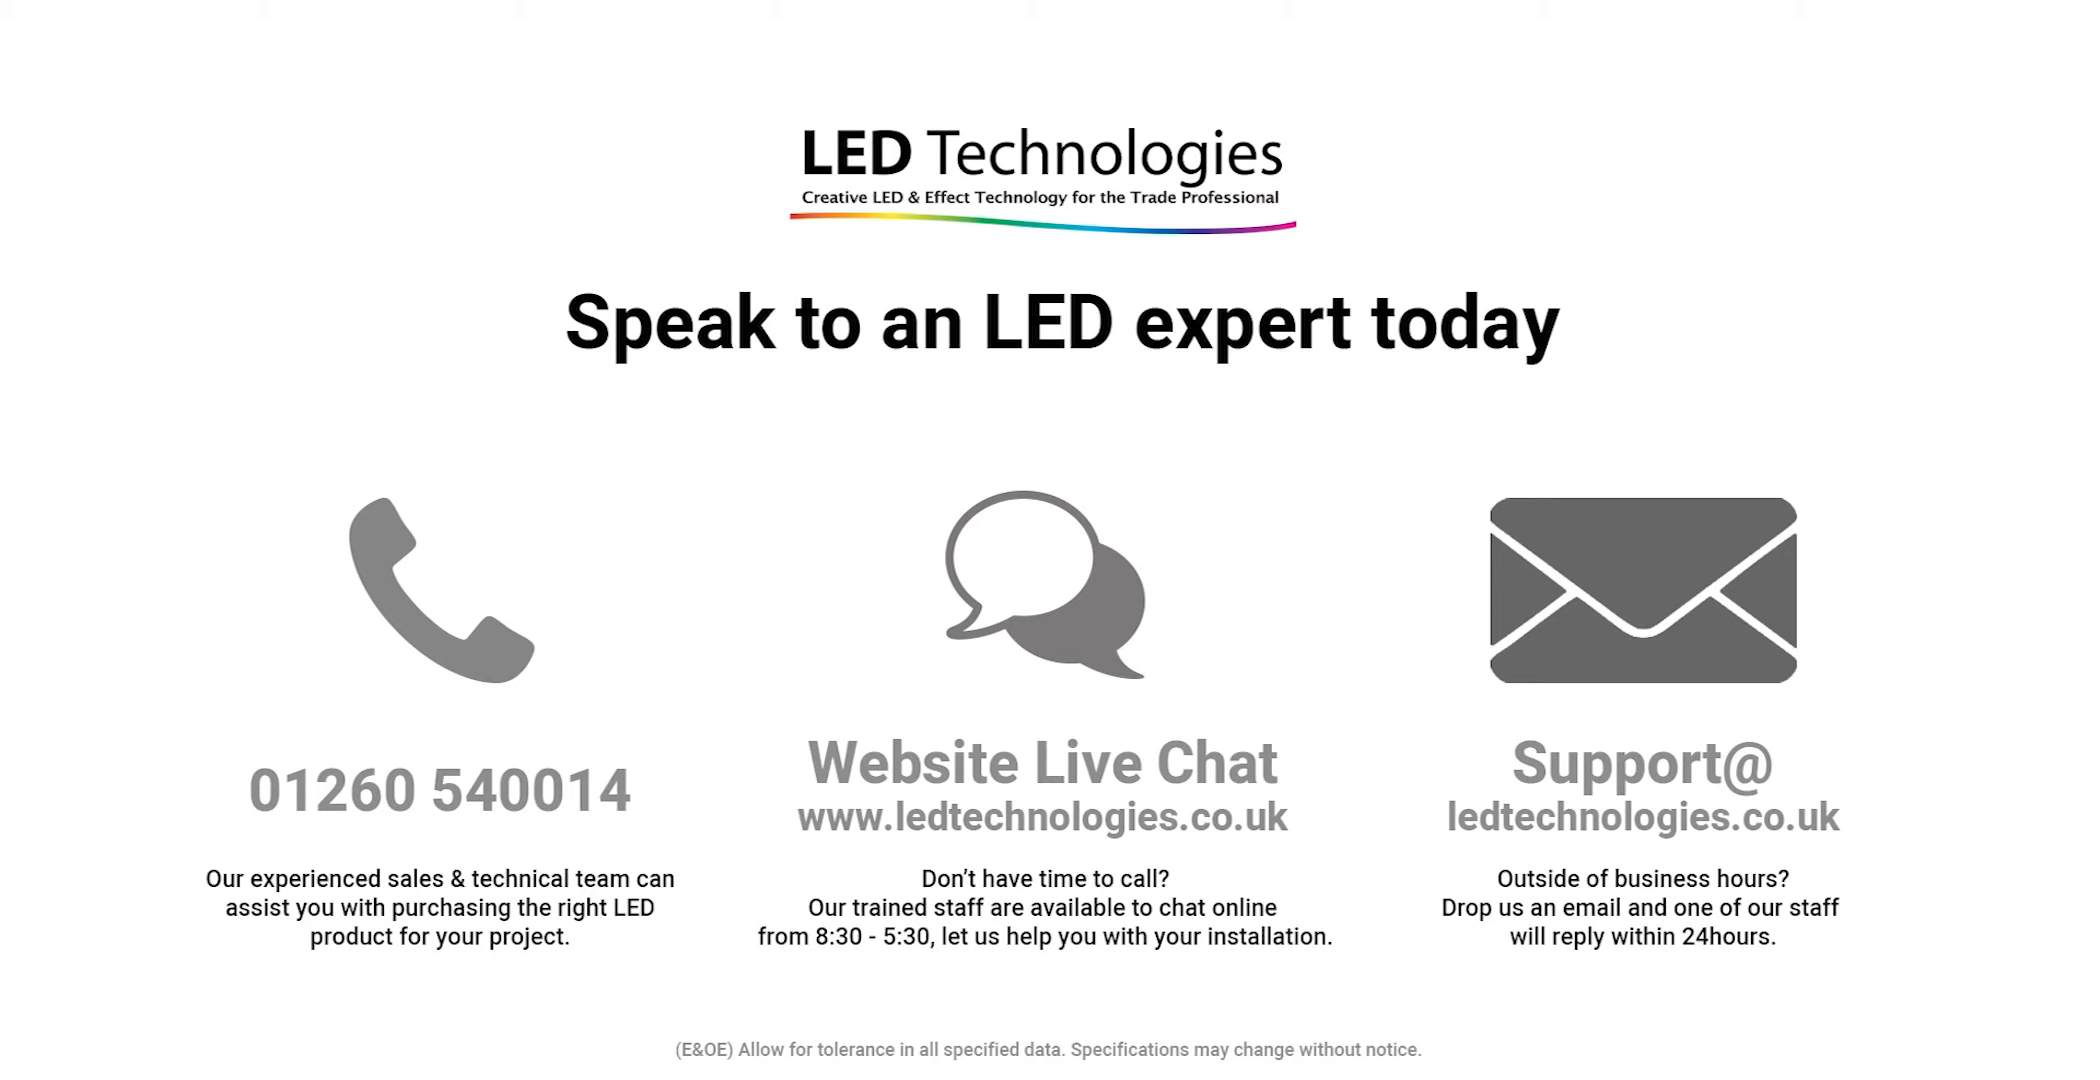 LED Technologies
Creative LED & Effect Technology for the Trade Professional
Speak to an LED expert today
01260 540014
Our experienced sales & technical team can
assist you with purchasing the right LED
product for your project.
Website Live Chat
www.ledtechnologies.co.uk
Don’t have time to call?
Our trained staff are available to chat online
from 8:30 - 5:30, let us help you with your installation.
Support@
ledtechnologies.co.uk
Outside of business hours?
Drop us an email and one of our staff
will reply within 24hours.
(E&OE) Allow for tolerance in all specified data. Specifications may change without notice.